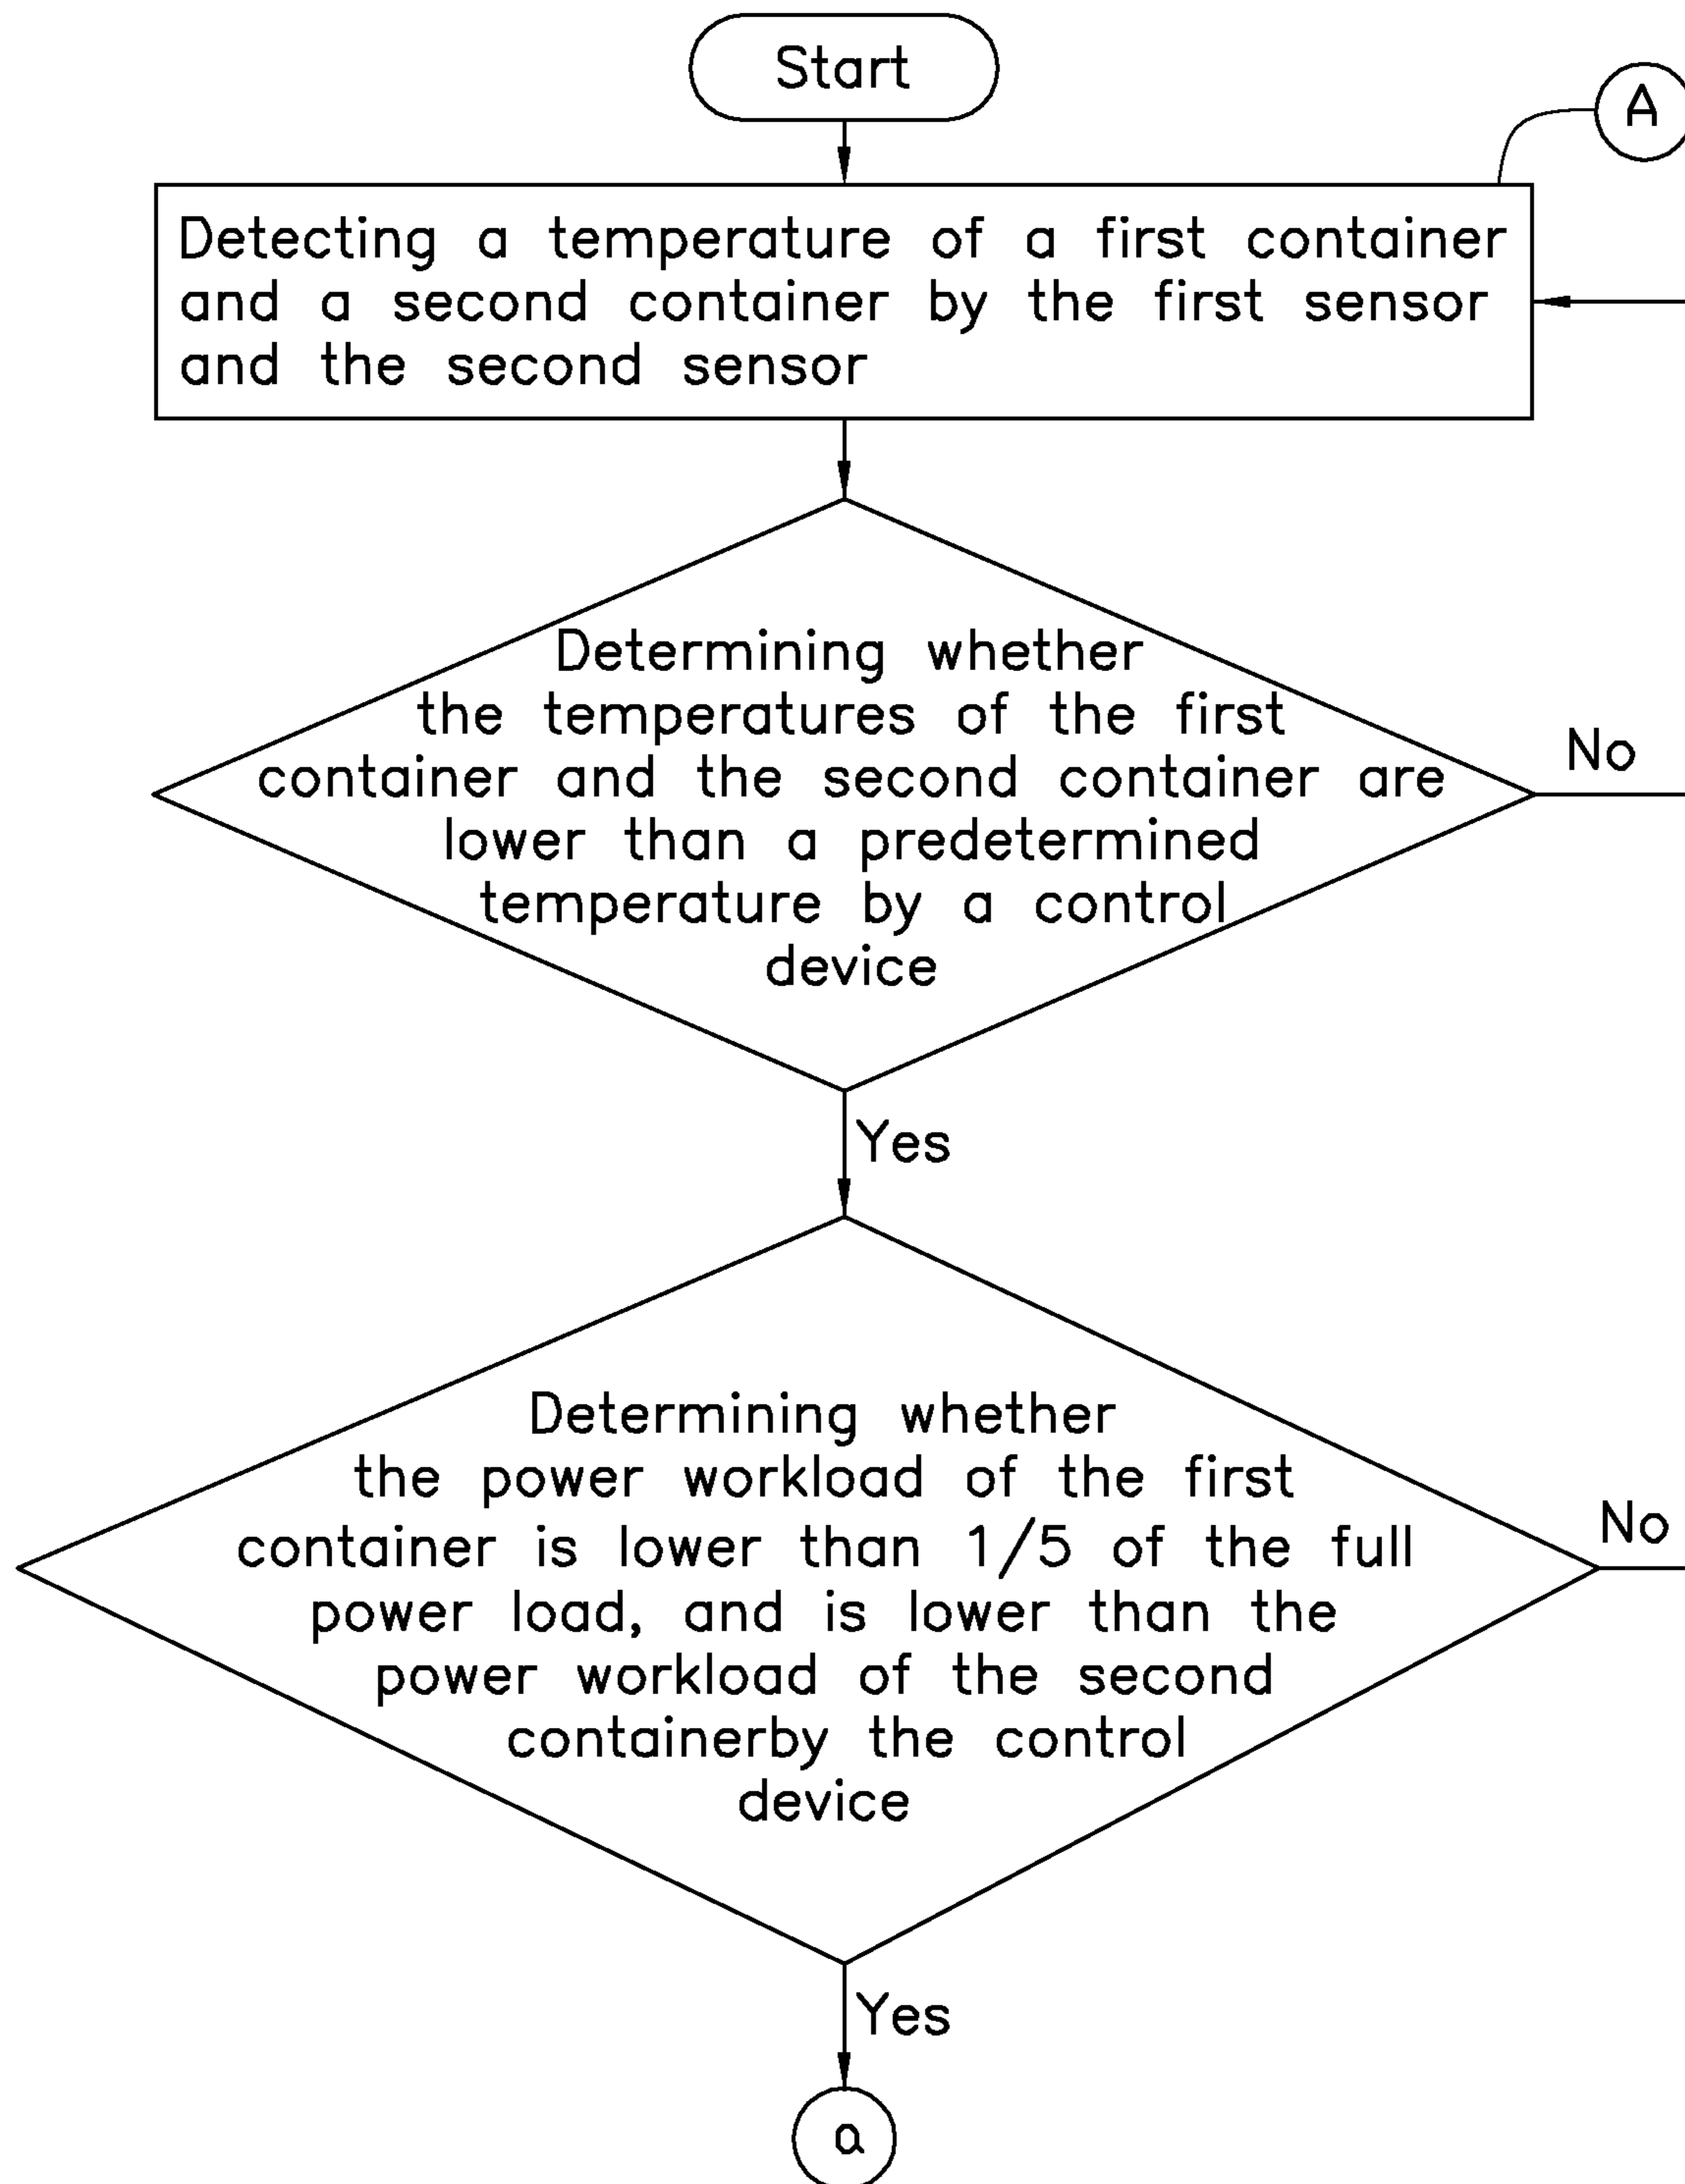 Start
A
Detecting a temperature of a first container
and a second container by the first sensor
and the second sensor
Determining whether
the temperatures of the first
container and the second container are
lower than a predetermined
temperature by a control
device
No
Yes
Determining whether
the power workload of the first
container is lower than 1/5 of the full
power load, and is lower than the
power workload of the second
containerby the control
device
No
Yes
a